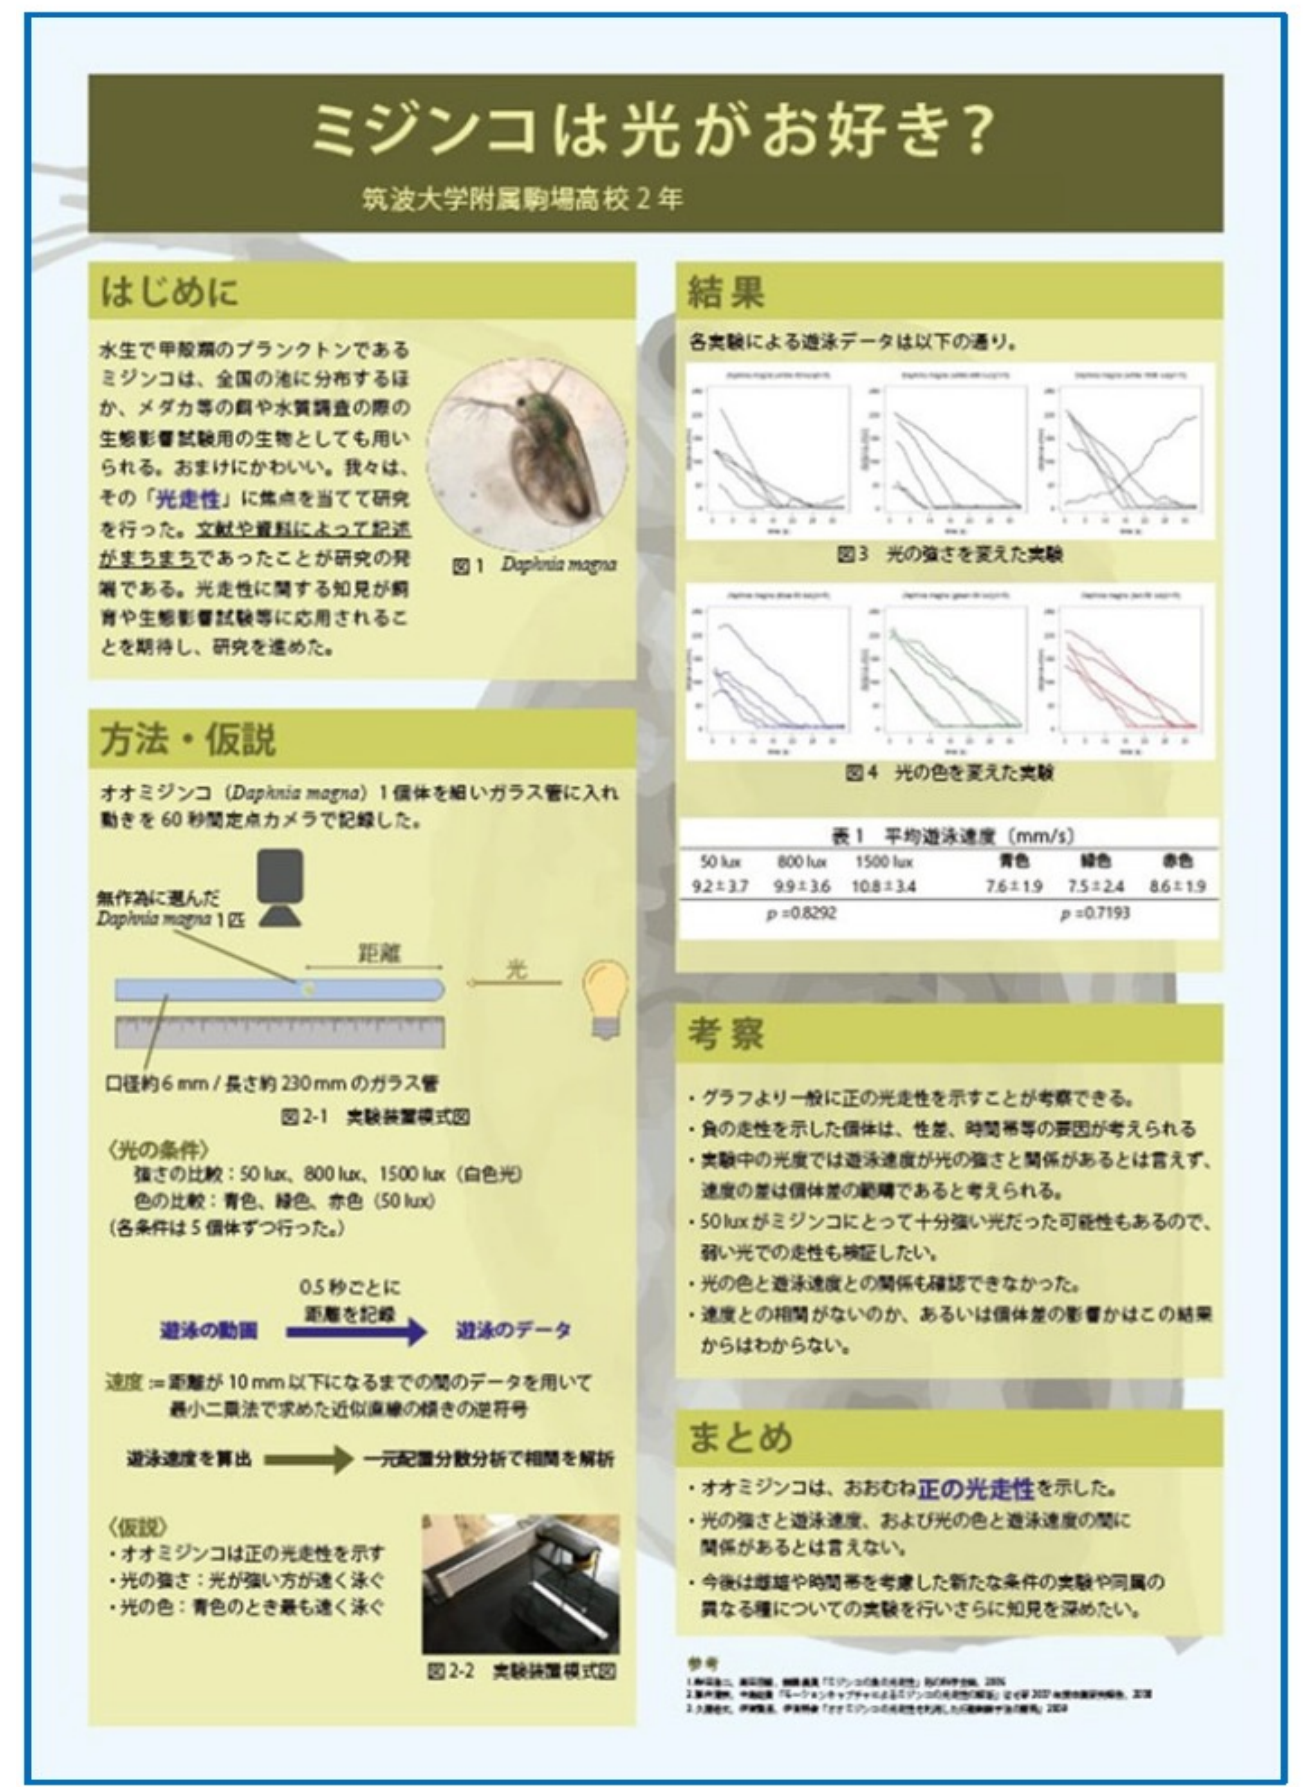 ミジンコは光がお好き?
筑波大学附属駒場高校 2 年
はじめに
水生で甲殻類のプランクトンである
ミジンコは、全国の池に分布するほ
か、メダカ等の餌や水質調査の際の
生態影響試験用の生物としても用い
られる。おまけにかわいい。我々は、
その「光走性」に焦点を当てて研究
を行った。文献や資料によって記述
がまちまちであったことが研究の発
端である。光走性に関する知見が飼
育や生態影響試験等に応用されるこ
とを期待し、研究を進めた。
図 1 Daphnia magna
方法・仮説
オオミジンコ（Daphnia magna）1 個体を細いガラス管に入れ
動きを 60 秒間定点カメラで記録した。
無作為に選んだ
Daphnia magna 1 匹
距離
光
口径約 6 mm / 長さ約 230 mm のガラス管
図 2-1 実験装置模式図
〈光の条件〉
強さの比較：50 lux、800 lux、1500 lux（白色光）
色の比較：青色、緑色、赤色（50 lux）
（各条件は 5 個体ずつ行った。）
0.5 秒ごとに
距離を記録
遊泳の動画 遊泳のデータ
速度 := 距離が 10 mm 以下になるまでの間のデータを用いて
最小二乗法で求めた近似直線の傾きの逆符号
遊泳速度を算出 一元配置分散分析で相関を解析
〈仮説〉
・オオミジンコは正の光走性を示す
・光の強さ：光が強い方が速く泳ぐ
・光の色：青色のとき最も速く泳ぐ
図 2-2 実験装置模式図
結果
各実験による遊泳データは以下の通り。
図 3 光の強さを変えた実験
図 4 光の色を変えた実験
表 1 平均遊泳速度（mm/s）
50 lux 800 lux 1500 lux 青色 緑色 赤色
9.2±3.7 9.9±3.6 10.8±3.4 7.6±1.9 7.5±2.4 8.6±1.9
p =0.8292 p =0.7193
考察
・グラフより一般に正の光走性を示すことが考察できる。
・負の走性を示した個体は、性差、時間帯等の要因が考えられる
・実験中の光度では遊泳速度が光の強さと関係があるとは言えず、
速度の差は個体差の範疇であると考えられる。
・50 lux がミジンコにとって十分強い光だった可能性もあるので、
弱い光での走性も検証したい。
・光の色と遊泳速度との関係も確認できなかった。
・速度との相関がないのか、あるいは個体差の影響かはこの結果
からはわからない。
まとめ
・オオミジンコは、おおむね正の光走性を示した。
・光の強さと遊泳速度、および光の色と遊泳速度の間に
関係があるとは言えない。
・今後は雌雄や時間帯を考慮した新たな条件の実験や同属の
異なる種についての実験を行いさらに知見を深めたい。
参考